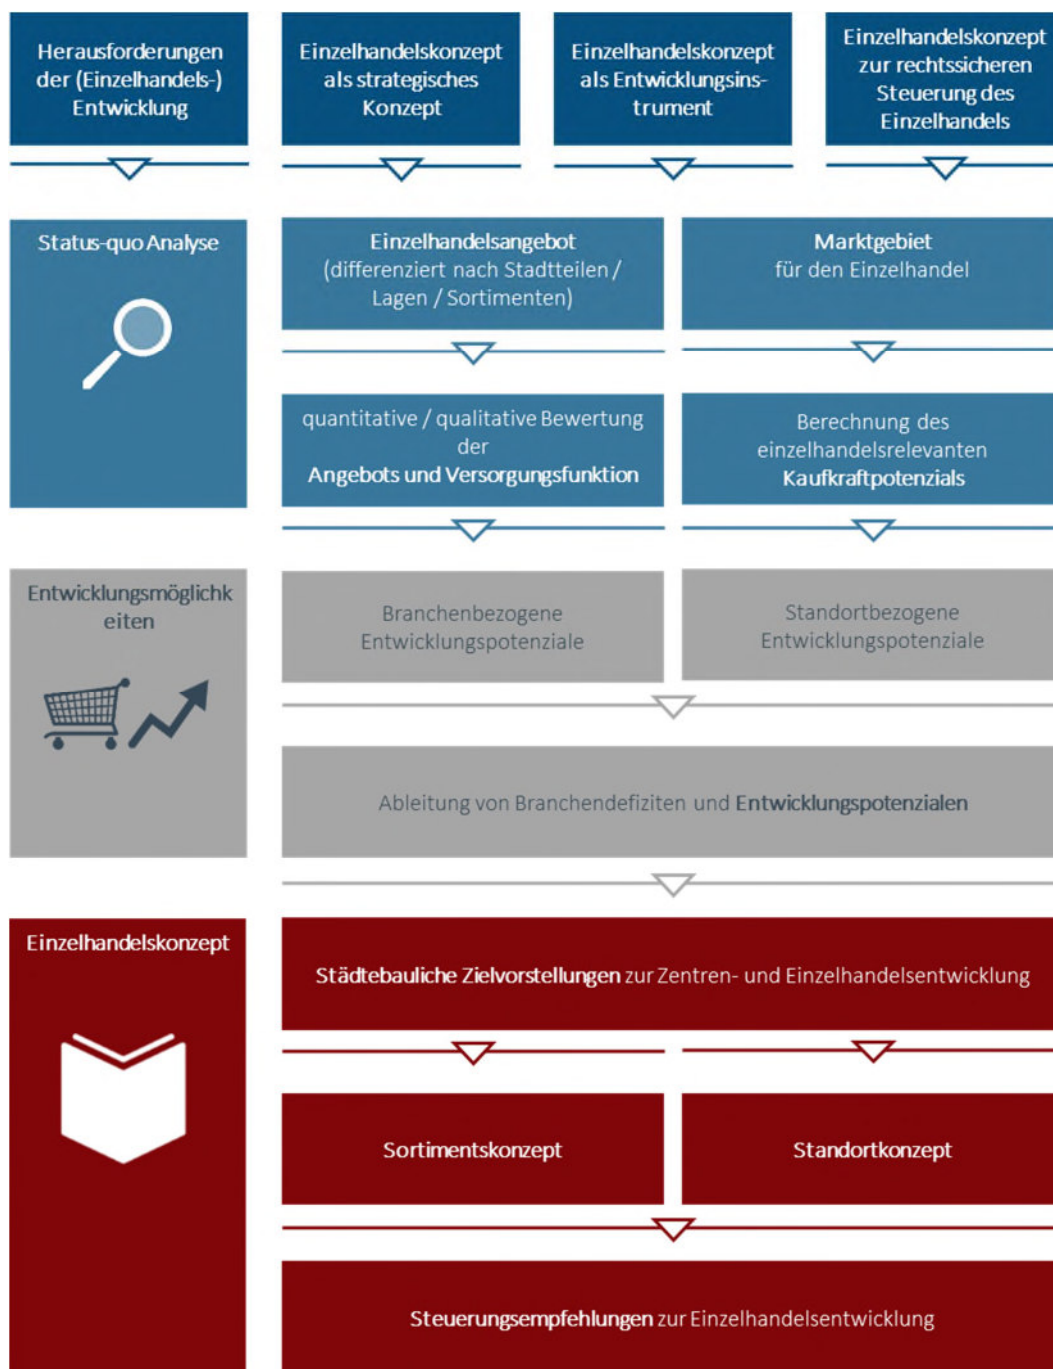 Herausforderungen
der (Einzelhandels-)
Entwicklung
Einzelhandelskonzept
als strategisches
Konzept
Einzelhandelskonzept
als Entwicklungsins-
trument
Einzelhandelskonzept
zur rechtssicheren
Steuerung des
Einzelhandels
Status-quo Analyse
Einzelhandelsangebot
(differenziert nach Stadtteilen /
Lagen / Sortimenten)
Marktgebiet
für den Einzelhandel
quantitative / qualitative Bewertung
der
Angebots und Versorgungsfunktion
Berechnung des
einzelhandelsrelevanten
Kaufkraftpotenzials
Entwicklungsmöglichk
eiten
Branchenbezogene
Entwicklungspotenziale
Standortbezogene
Entwicklungspotenziale
Ableitung von Branchendefiziten und Entwicklungspotenzialen
Einzelhandelskonzept
Städtebauliche Zielvorstellungen zur Zentren- und Einzelhandelsentwicklung
Sortimentskonzept
Standortkonzept
Steuerungsempfehlungen zur Einzelhandelsentwicklung